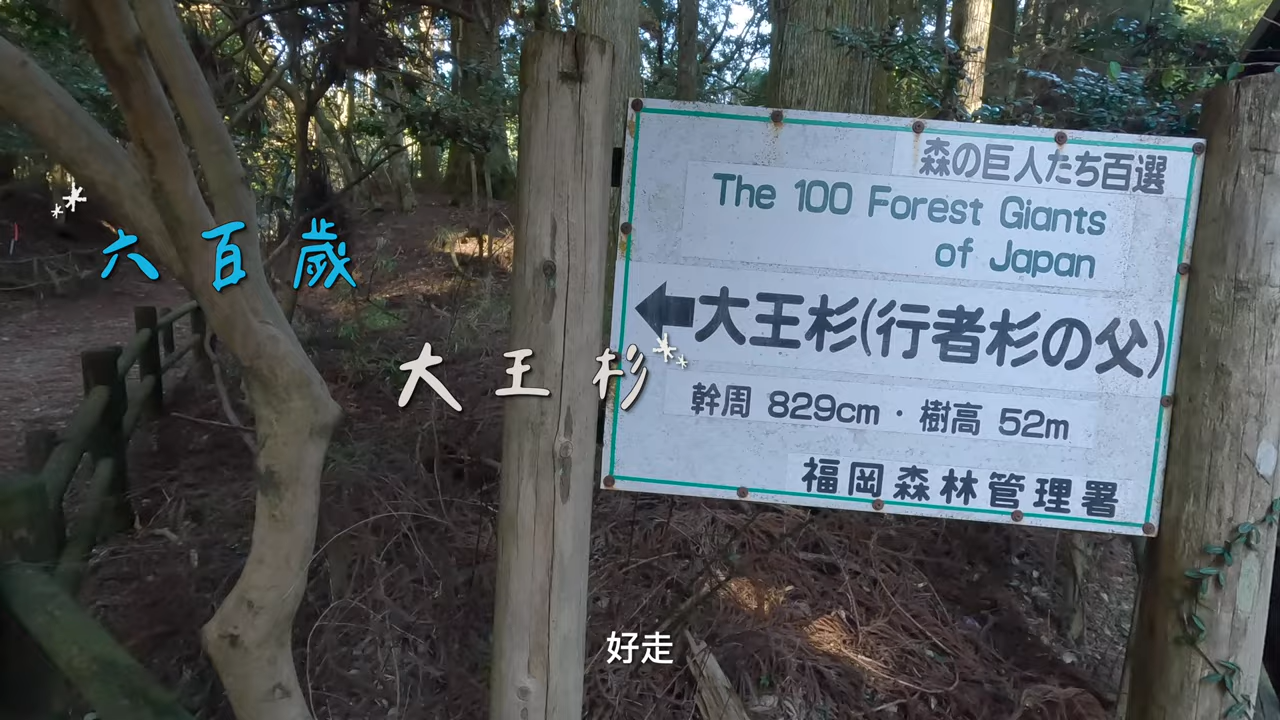 森の巨人たち百選
The 100 Forest Giants
of Japan
六百歲
←大王杉(行者杉の父)
大王杉
幹周 829cm・樹高 52m
福岡森林管理署
好走